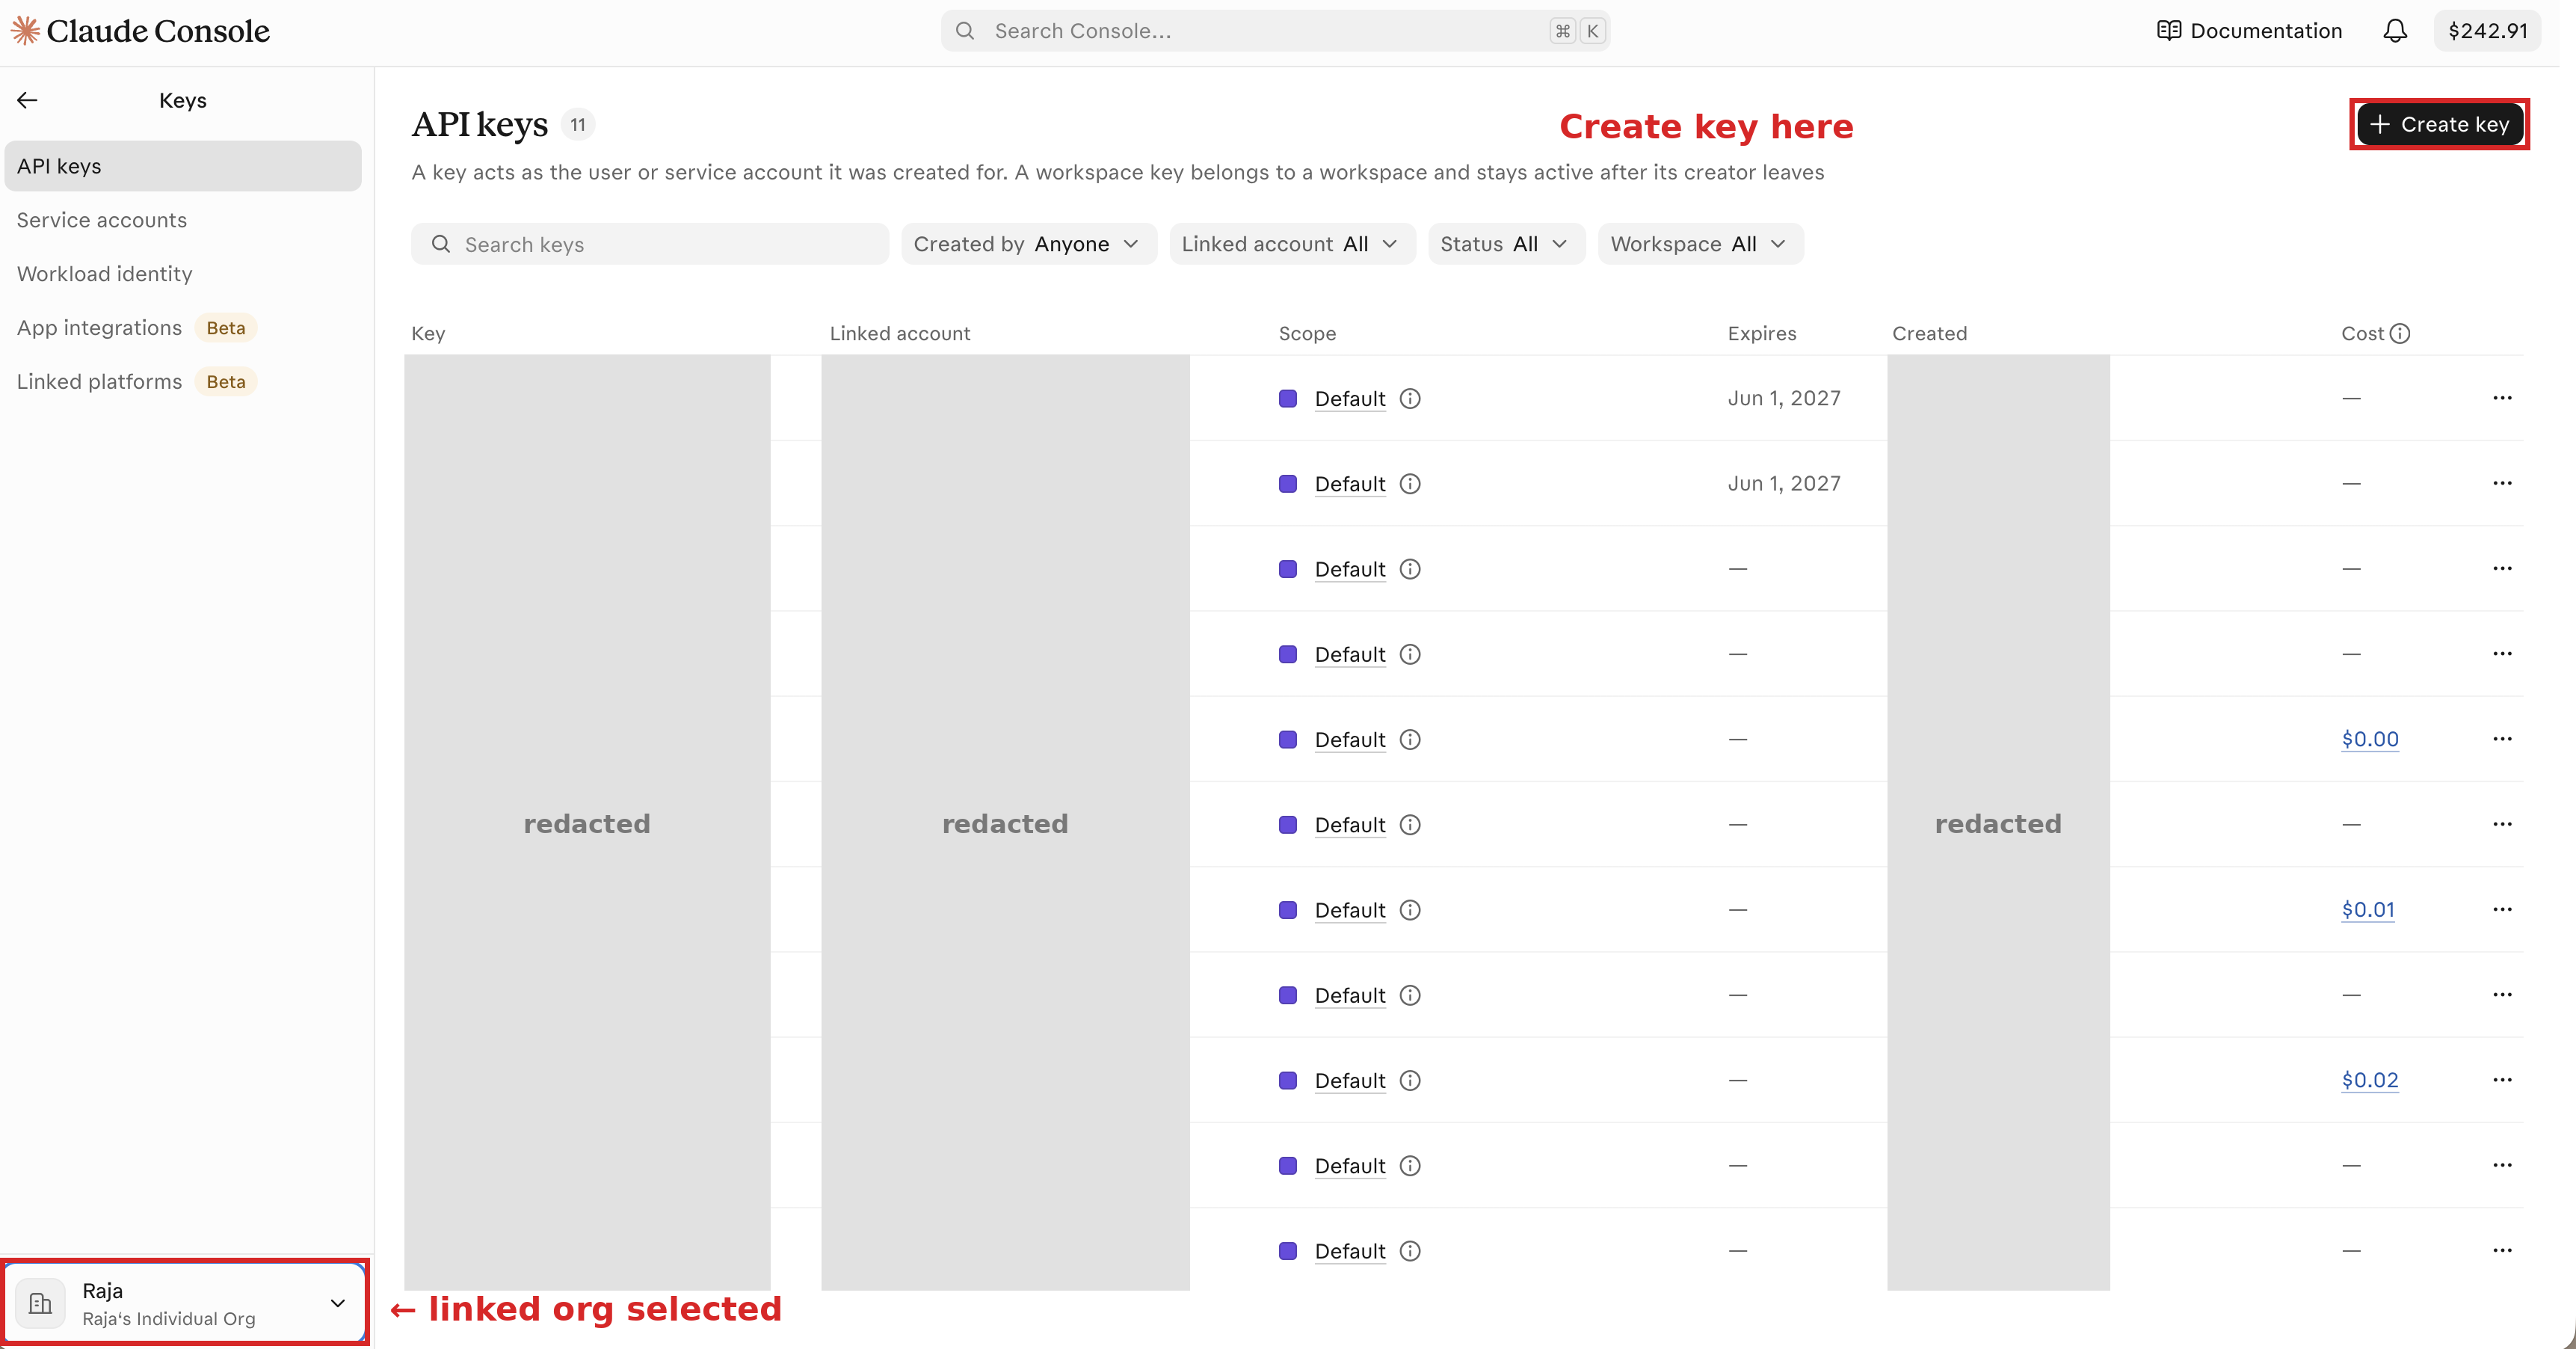 Claude Console
Search Console...
⌘ K
Documentation
$242.91
Keys
API keys
Service accounts
Workload identity
App integrations Beta
Linked platforms Beta
API keys 11
Create key here
+ Create key
A key acts as the user or service account it was created for. A workspace key belongs to a workspace and stays active after its creator leaves
Search keys
Created by Anyone
Linked account All
Status All
Workspace All
Key Linked account Scope Expires Created Cost
Default Jun 1, 2027 — ...
Default Jun 1, 2027 — ...
Default — — ...
Default — — ...
Default — $0.00 ...
redacted redacted Default — redacted — ...
Default — $0.01 ...
Default — — ...
Default — $0.02 ...
Default — — ...
Default — — ...
Raja
Raja's Individual Org
← linked org selected